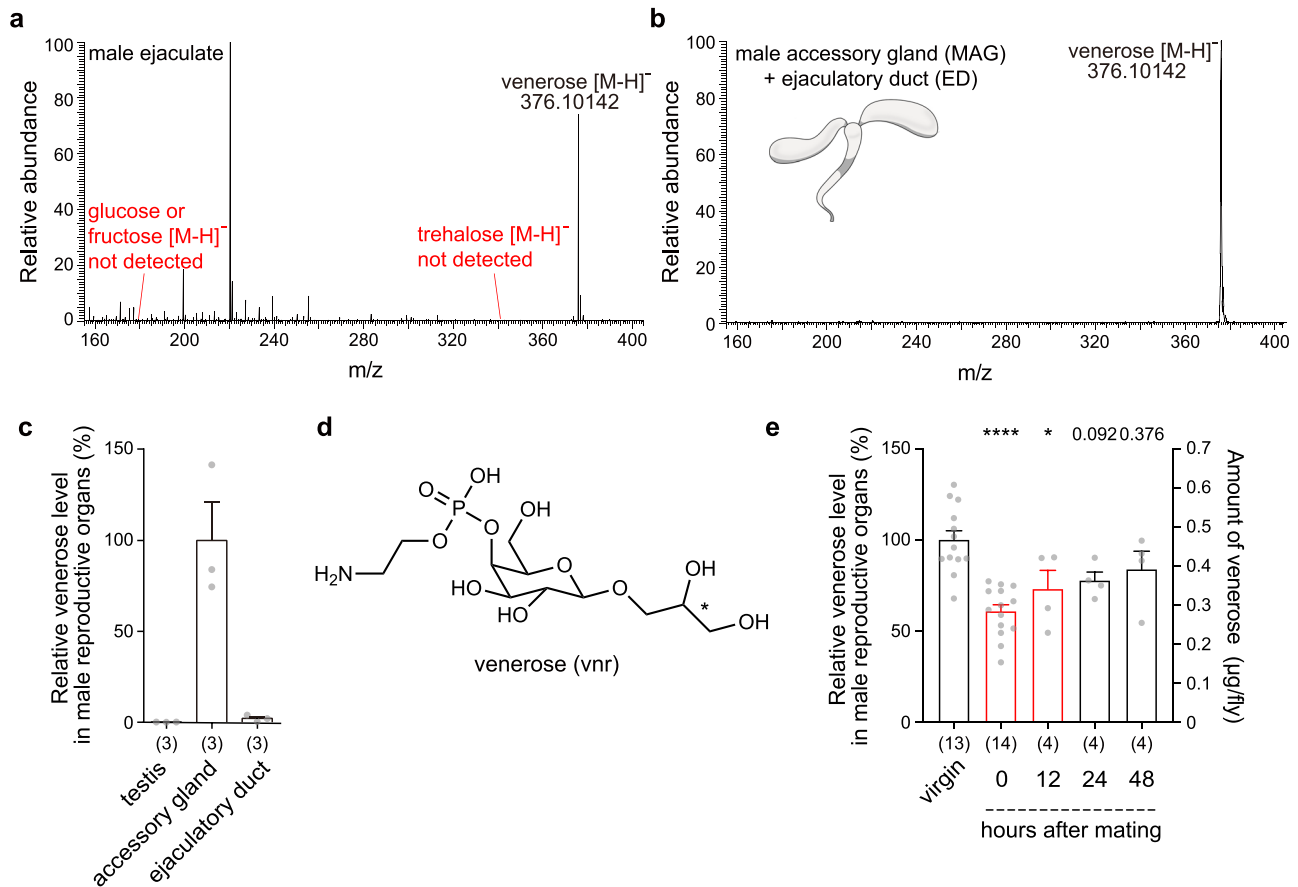 a
male ejaculate
venerose [M-H]⁻
376.10142
glucose or
fructose [M-H]⁻
not detected
trehalose [M-H]⁻
not detected
Relative abundance
100
80
60
40
20
0
160
200
240
280
320
360
400
m/z
b
male accessory gland (MAG)
+ ejaculatory duct (ED)
venerose [M-H]⁻
376.10142
Relative abundance
100
80
60
40
20
0
160
200
240
280
320
360
400
m/z
c
Relative venerose level
in male reproductive organs (%)
150
100
50
0
(3)
(3)
(3)
testis
accessory gland
ejaculatory duct
d
OH
O
P
O
O
H₂N
OH
O
HO
HO
O
OH
*
OH
venerose (vnr)
e
**** * 0.092 0.376
Relative venerose level
in male reproductive organs (%)
150
100
50
0
0.7
0.6
0.5
0.4
0.3
0.2
0.1
0
Amount of venerose (μg/fly)
(13) (14) (4) (4) (4)
virgin 0 12 24 48
hours after mating